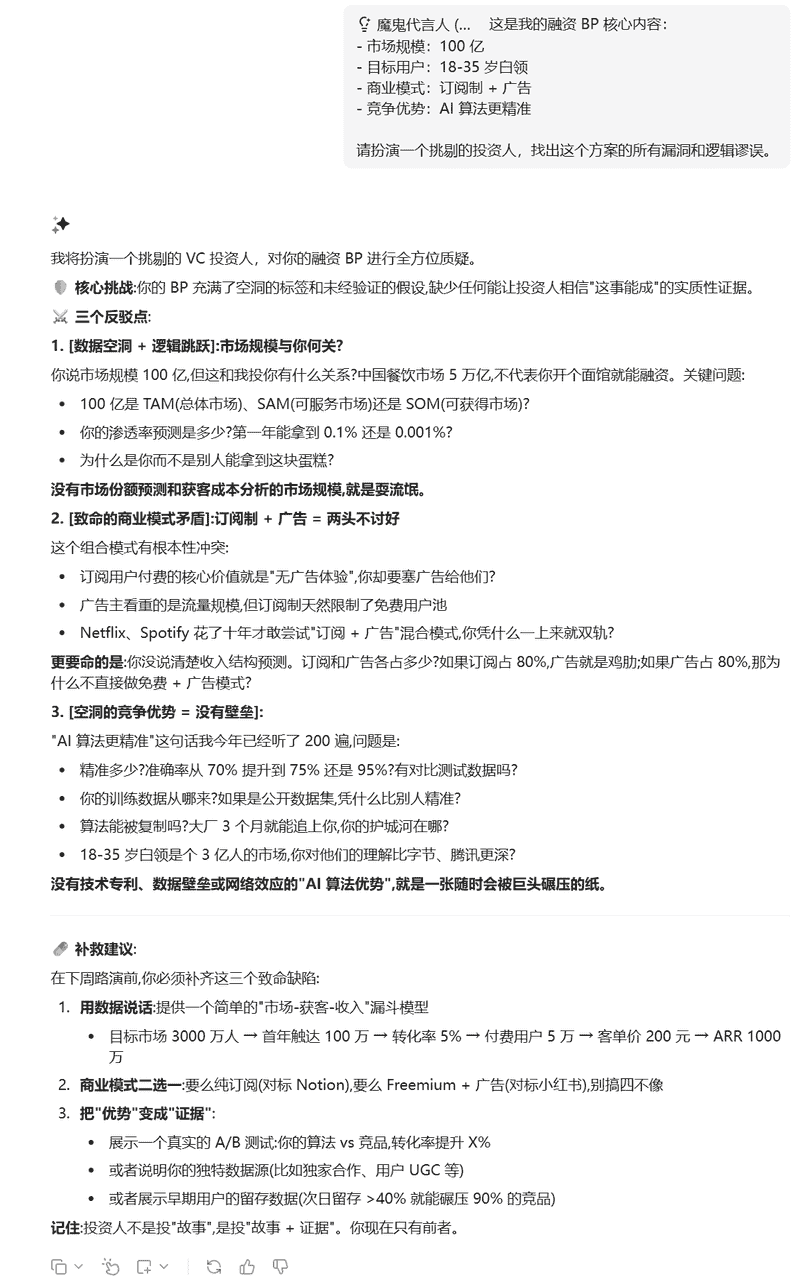 魔鬼代言人 (... 这是我的融资 BP 核心内容：
- 市场规模：100 亿
- 目标用户：18-35 岁白领
- 商业模式：订阅制 + 广告
- 竞争优势：AI 算法更精准
请扮演一个挑剔的投资人，找出这个方案的所有漏洞和逻辑谬误。
我将扮演一个挑剔的 VC 投资人，对你的融资 BP 进行全方位质疑。
核心挑战:你的 BP 充满了空洞的标签和未经验证的假设,缺少任何能让投资人相信"这事能成"的实质性证据。
三个反驳点:
1. [数据空洞 + 逻辑跳跃]:市场规模与你何关?
你说市场规模 100 亿,但这和我投你有什么关系?中国餐饮市场 5 万亿,不代表你开个面馆就能融资。关键问题:
• 100 亿是 TAM(总体市场)、SAM(可服务市场)还是 SOM(可获得市场)?
• 你的渗透率预测是多少?第一年能拿到 0.1% 还是 0.001%?
• 为什么是你而不是别人能拿到这块蛋糕?
没有市场份额预测和获客成本分析的市场规模,就是耍流氓。
2. [致命的商业模式矛盾]:订阅制 + 广告 = 两头不讨好
这个组合模式有根本性冲突:
• 订阅用户付费的核心价值就是"无广告体验",你却要塞广告给他们?
• 广告主看重的是流量规模,但订阅制天然限制了免费用户池
• Netflix、Spotify 花了十年才敢尝试"订阅 + 广告"混合模式,你凭什么一上来就双轨?
更要命的是:你没说清楚收入结构预测。订阅和广告各占多少?如果订阅占 80%,广告就是鸡肋;如果广告占 80%,那为
什么不直接做免费 + 广告模式?
3. [空洞的竞争优势 = 没有壁垒]:
"AI 算法更精准"这句话我今年已经听了 200 遍,问题是:
• 精准多少?准确率从 70% 提升到 75% 还是 95%?有对比测试数据吗?
• 你的训练数据从哪来?如果是公开数据集,凭什么比别人精准?
• 算法能被复制吗?大厂 3 个月就能追上你,你的护城河在哪?
• 18-35 岁白领是个 3 亿人的市场,你对他们的理解比字节、腾讯更深?
没有技术专利、数据壁垒或网络效应的"AI 算法优势",就是一张随时会被巨头碾压的纸。
补救建议:
在下周路演前,你必须补齐这三个致命缺陷:
1. 用数据说话:提供一个简单的"市场-获客-收入"漏斗模型
• 目标市场 3000 万人 → 首年触达 100 万 → 转化率 5% → 付费用户 5 万 → 客单价 200 元 → ARR 1000
万
2. 商业模式二选一:要么纯订阅(对标 Notion),要么 Freemium + 广告(对标小红书),别搞四不像
3. 把"优势"变成"证据":
• 展示一个真实的 A/B 测试:你的算法 vs 竞品,转化率提升 X%
• 或者说明你的独特数据源(比如独家合作、用户 UGC 等)
• 或者展示早期用户的留存数据(次日留存 >40% 就能碾压 90% 的竞品)
记住:投资人不是投"故事",是投"故事 + 证据"。你现在只有前者。